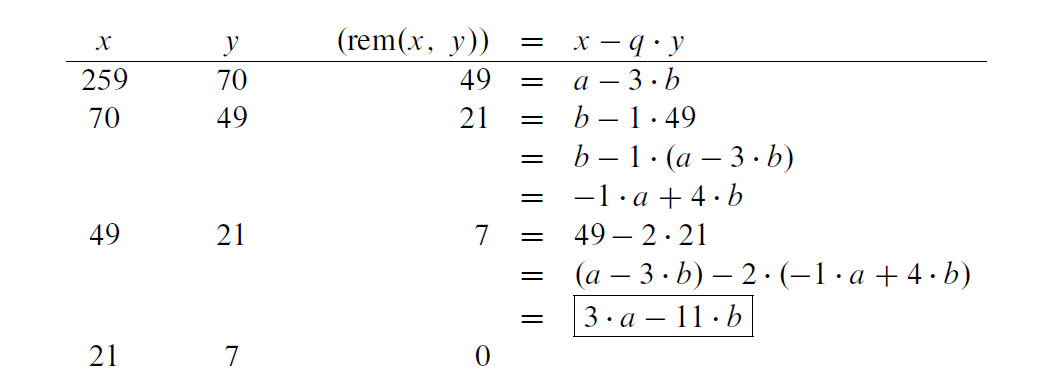 x y (rem(x, y)) = x − q · y
259 70 49 = a − 3 · b
70 49 21 = b − 1 · 49
= b − 1 · (a − 3 · b)
= −1 · a + 4 · b
49 21 7 = 49 − 2 · 21
= (a − 3 · b) − 2 · (−1 · a + 4 · b)
= 3 · a − 11 · b
21 7 0